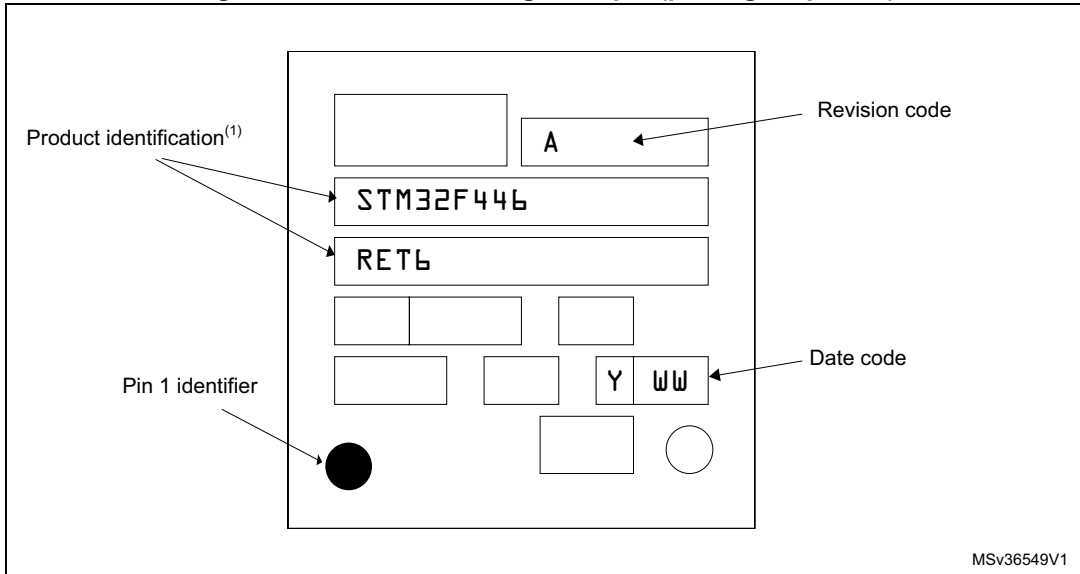 Revision code
Product identification(1)
A
STM32F446
RET6
Date code
Y WW
Pin 1 identifier
MSv36549V1